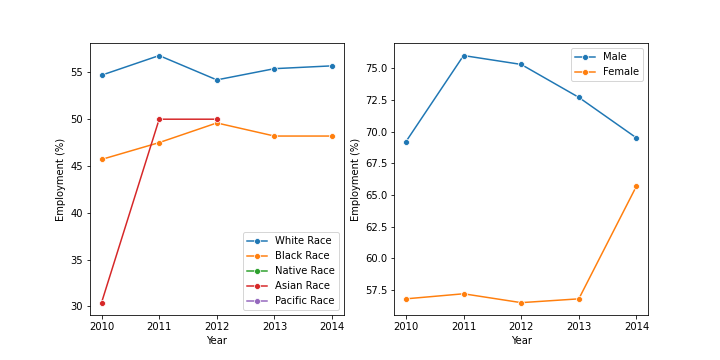 55
50
45
40
35
30
Employment (%)
2010 2011 2012 2013 2014
Year
White Race
Black Race
Native Race
Asian Race
Pacific Race
75.0
72.5
70.0
67.5
65.0
62.5
60.0
57.5
Employment (%)
2010 2011 2012 2013 2014
Year
Male
Female